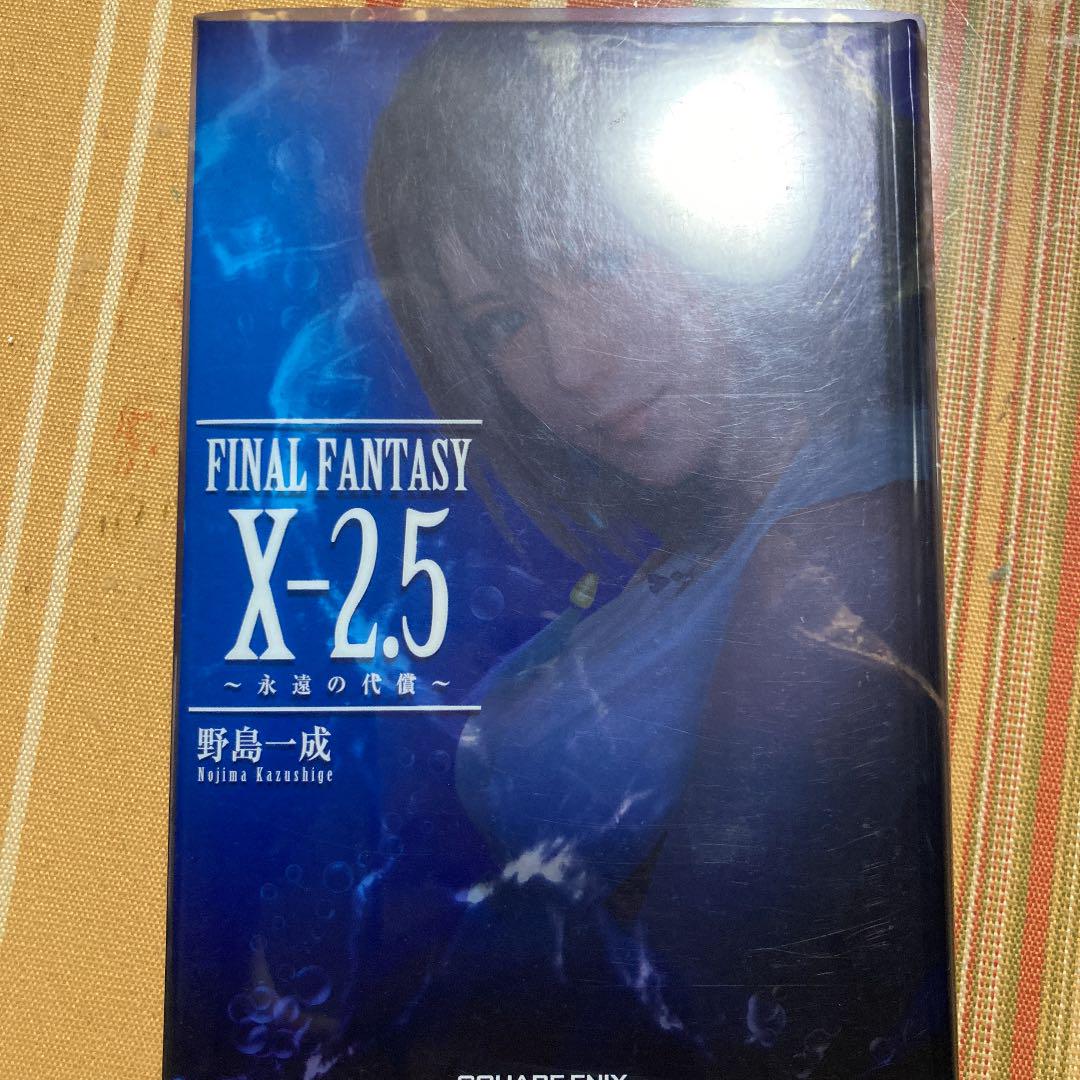 FINAL FANTASY
X-2.5
～永遠の代償～
野島一成
Nojima Kazushige
SQUARE ENIX